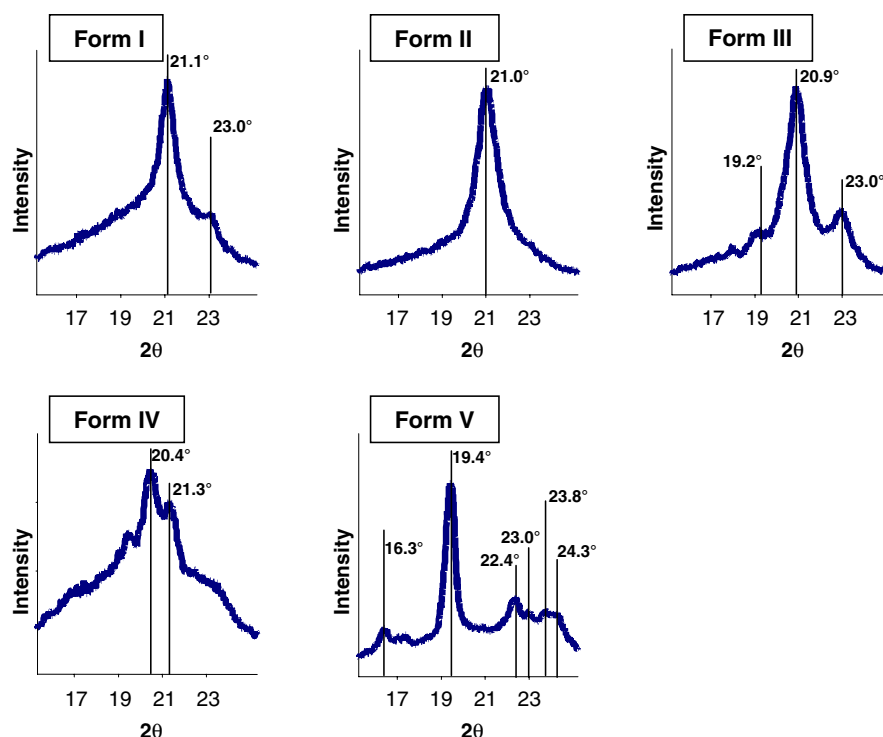 Form I
21.1°
23.0°
Intensity
17 19 21 23
2θ
Form II
21.0°
Intensity
17 19 21 23
2θ
Form III
20.9°
19.2°
23.0°
Intensity
17 19 21 23
2θ
Form IV
20.4°
21.3°
Intensity
17 19 21 23
2θ
Form V
19.4°
23.8°
16.3°
23.0°
22.4°
24.3°
Intensity
17 19 21 23
2θ